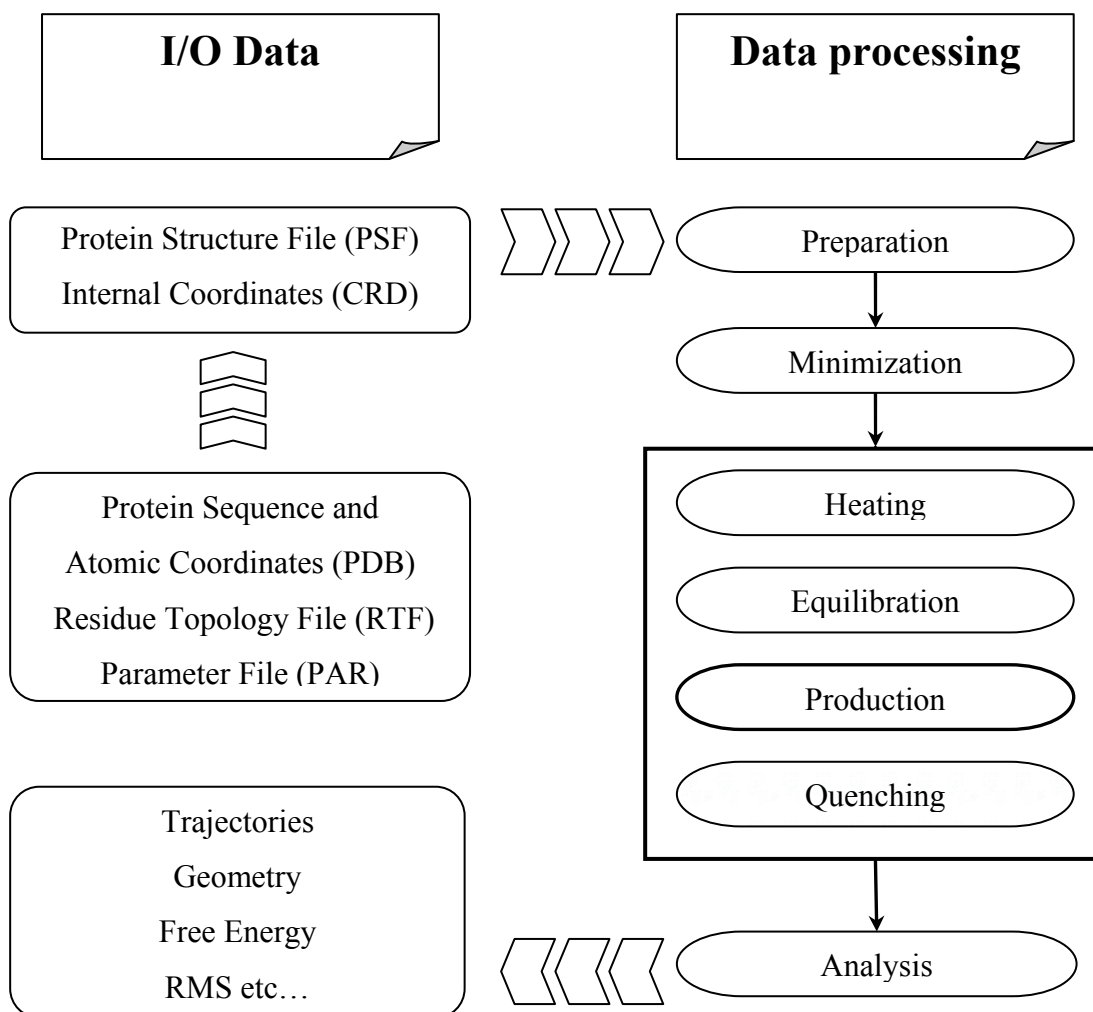 I/O Data
Data processing
Protein Structure File (PSF)
Internal Coordinates (CRD)
Preparation
Minimization
Protein Sequence and
Atomic Coordinates (PDB)
Residue Topology File (RTF)
Parameter File (PAR)
Heating
Equilibration
Production
Quenching
Trajectories
Geometry
Free Energy
RMS etc…
Analysis